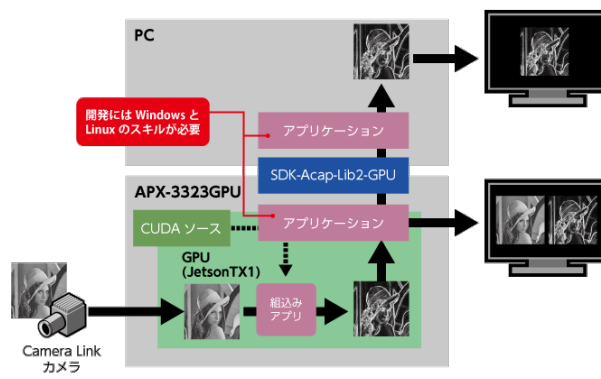 PC
開発には Windows と
Linux のスキルが必要
アプリケーション
SDK-Acap-Lib2-GPU
APX-3323GPU
アプリケーション
CUDA ソース
GPU
(JetsonTX1)
組込み
アプリ
Camera Link
カメラ